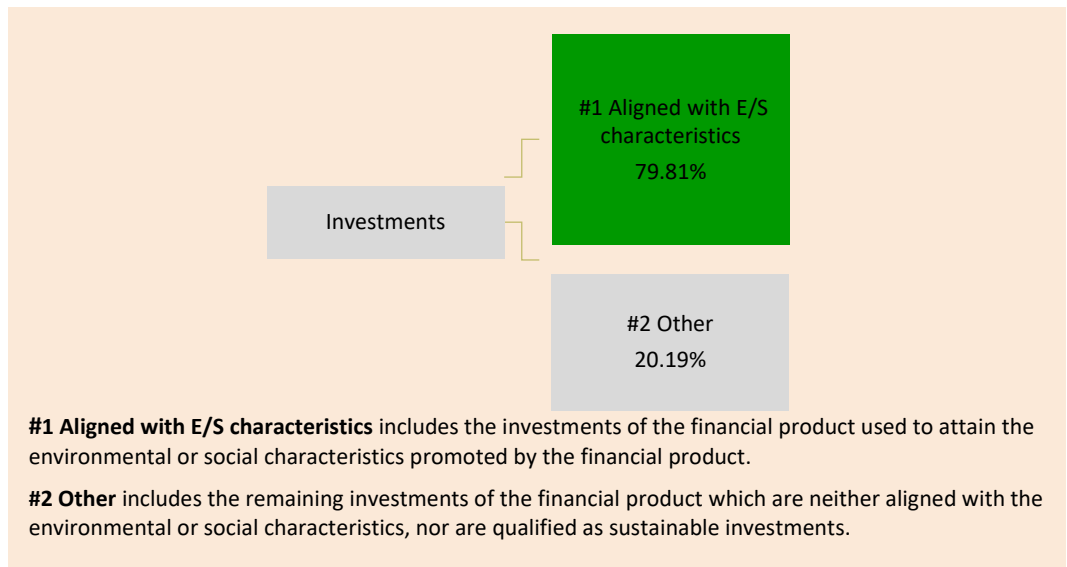 #1 Aligned with E/S
characteristics
79.81%
Investments
#2 Other
20.19%
#1 Aligned with E/S characteristics includes the investments of the financial product used to attain the
environmental or social characteristics promoted by the financial product.
#2 Other includes the remaining investments of the financial product which are neither aligned with the
environmental or social characteristics, nor are qualified as sustainable investments.